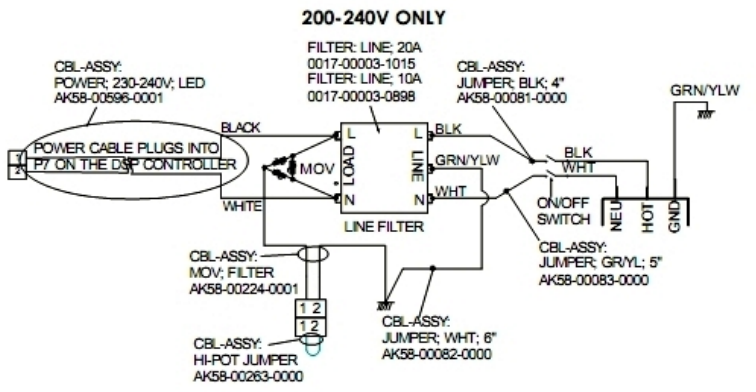 200-240V ONLY
FILTER: LINE; 20A
0017-00003-1015
FILTER: LINE; 10A
0017-00003-0898
CBL-ASSY:
POWER; 230-240V; LED
AK58-00596-0001
CBL-ASSY:
JUMPER; BLK; 4"
AK58-00081-0000
GRN/YLW
BLACK
L
L
BLK
1
2
POWER CABLE PLUGS INTO
P7 ON THE DSP CONTROLLER
MOV
LOAD
LINE
GRN/YLW
BLK
WHT
WHITE
N
N
WHT
ON/OFF
SWITCH
NEU
HOT
GND
LINE FILTER
CBL-ASSY:
MOV; FILTER
AK58-00224-0001
CBL-ASSY:
JUMPER; GR/YL; 5"
AK58-00083-0000
1 2
1 2
CBL-ASSY:
HI-POT JUMPER
AK58-00263-0000
CBL-ASSY:
JUMPER; WHT; 6"
AK58-00082-0000